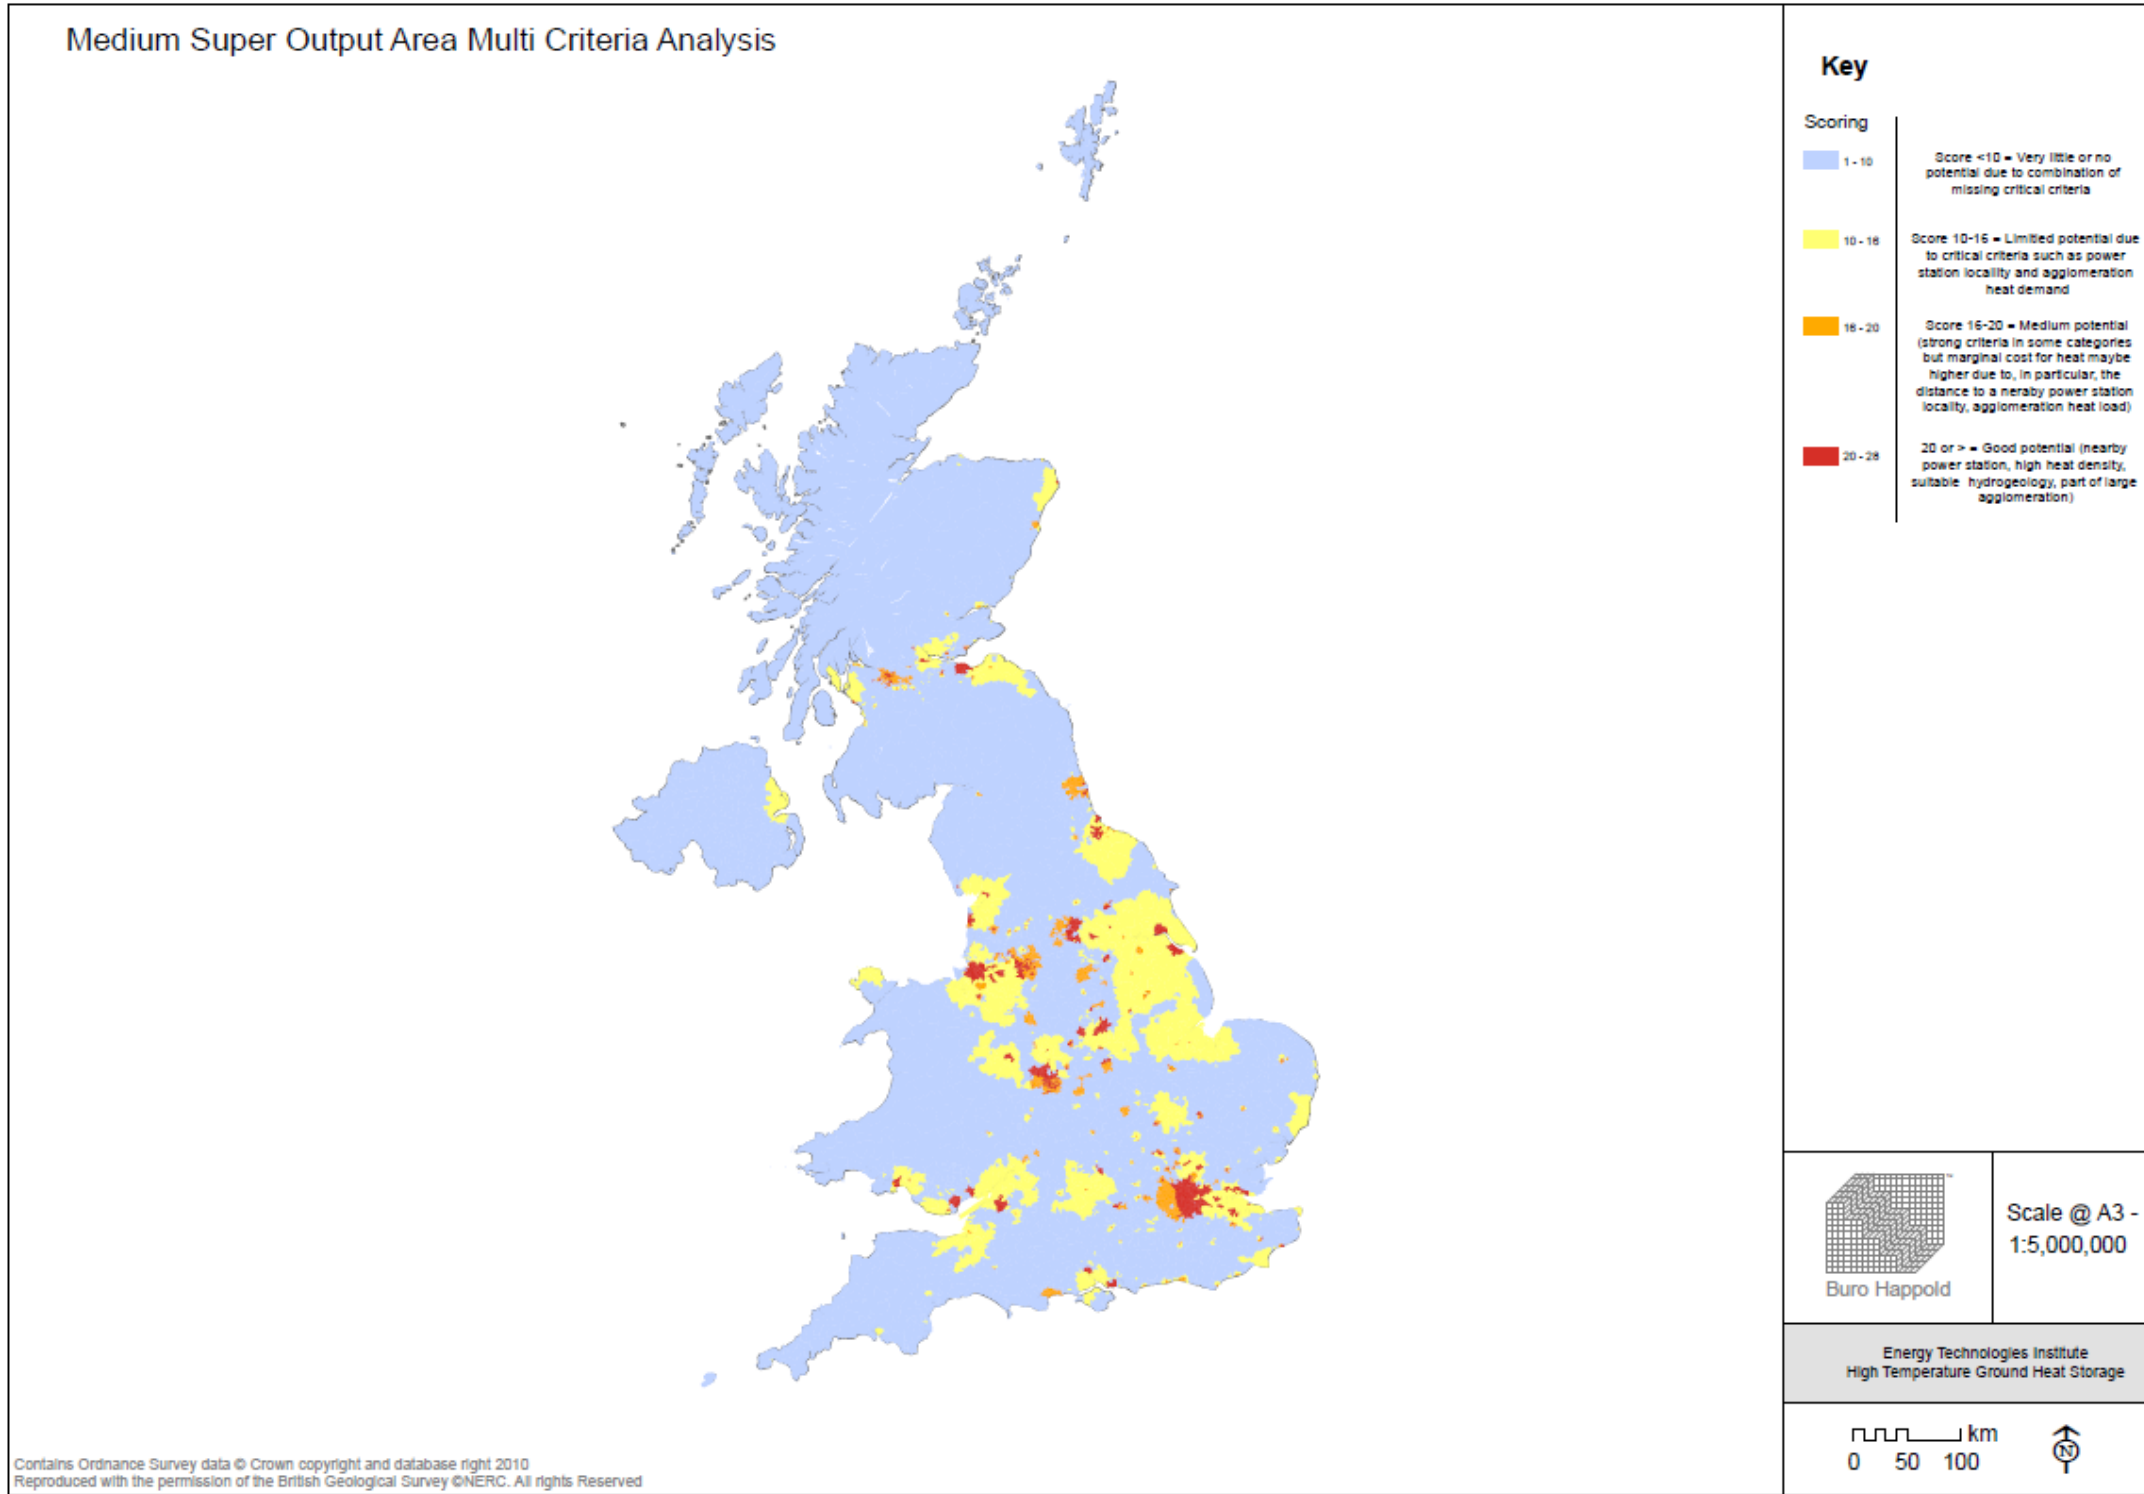 Medium Super Output Area Multi Criteria Analysis
Key
Scoring
1 - 10
Score <10 = Very little or no
potential due to combination of
missing critical criteria
10 - 16
Score 10-16 = Limitied potential due
to critical criteria such as power
station locality and agglomeration
heat demand
16 - 20
Score 16-20 = Medium potential
(strong criteria in some categories
but marginal cost for heat maybe
higher due to, in particular, the
distance to a neraby power station
locality, agglomeration heat load)
20 - 28
20 or > = Good potential (nearby
power station, high heat density,
suitable hydrogeology, part of large
agglomeration)
Buro Happold
Scale @ A3 -
1:5,000,000
Energy Technologies Institute
High Temperature Ground Heat Storage
km
0 50 100
N
Contains Ordnance Survey data © Crown copyright and database right 2010
Reproduced with the permission of the British Geological Survey ©NERC. All rights Reserved